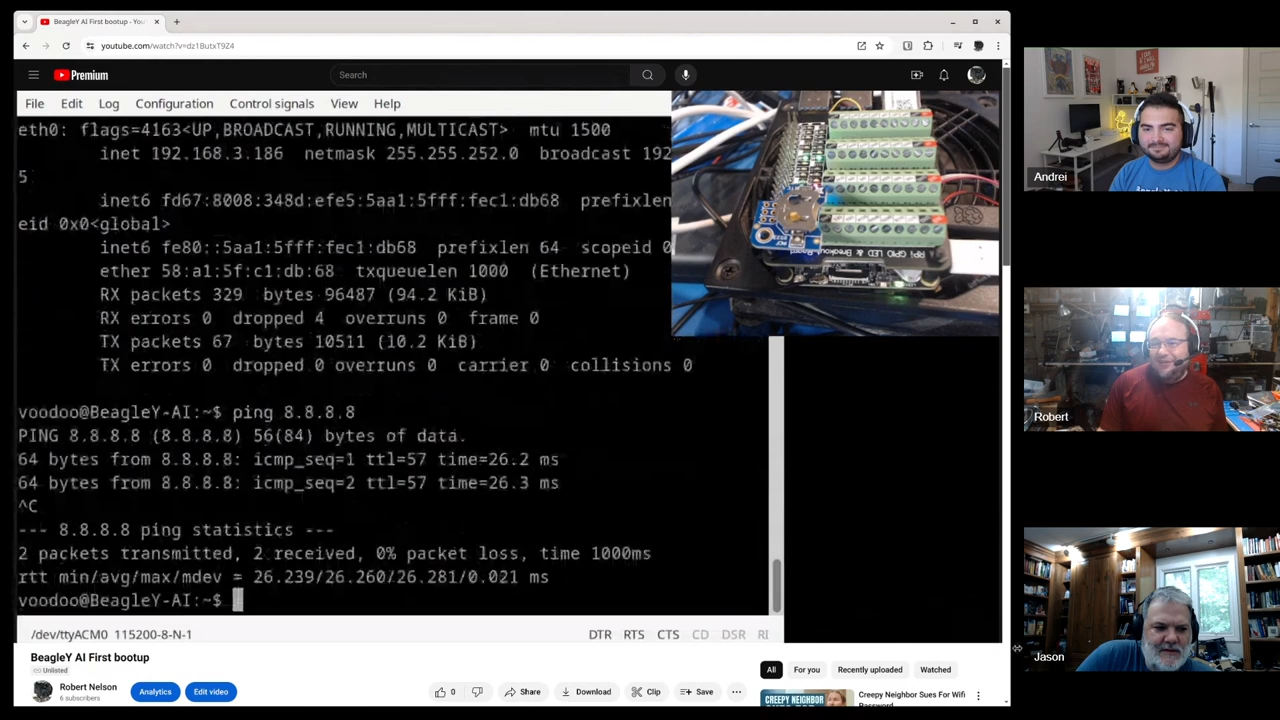 BeagleY AI First bootup - You
youtube.com/watch?v=dz1ButxT9Z4
Premium
Search
File Edit Log Configuration Control signals View Help
eth0: flags=4163<UP,BROADCAST,RUNNING,MULTICAST> mtu 1500
inet 192.168.3.186 netmask 255.255.252.0 broadcast 192
5
inet6 fd67:8008:348d:efe5:5aa1:5fff:fec1:db68 prefixlen
eid 0x0<global>
inet6 fe80::5aa1:5fff:fec1:db68 prefixlen 64 scopeid 0
ether 58:a1:5f:c1:db:68 txqueuelen 1000 (Ethernet)
RX packets 329 bytes 96487 (94.2 KiB)
RX errors 0 dropped 4 overruns 0 frame 0
TX packets 67 bytes 10511 (10.2 KiB)
TX errors 0 dropped 0 overruns 0 carrier 0 collisions 0
voodoo@BeagleY-AI:~$ ping 8.8.8.8
PING 8.8.8.8 (8.8.8.8) 56(84) bytes of data.
64 bytes from 8.8.8.8: icmp_seq=1 ttl=57 time=26.2 ms
64 bytes from 8.8.8.8: icmp_seq=2 ttl=57 time=26.3 ms
^C
--- 8.8.8.8 ping statistics ---
2 packets transmitted, 2 received, 0% packet loss, time 1000ms
rtt min/avg/max/mdev = 26.239/26.260/26.281/0.021 ms
voodoo@BeagleY-AI:~$
/dev/ttyACM0 115200-8-N-1 DTR RTS CTS CD DSR RI
RPi GPIO LED & Breakout Board
BeagleY AI First bootup
Unlisted
Robert Nelson
6 subscribers
Analytics
Edit video
0
Share
Download
Clip
Save
All
For you
Recently uploaded
Watched
CREEPY
NEIGHBOR
SUES FOR
Creepy Neighbor Sues For Wifi
Password
Andrei
Robert
Jason